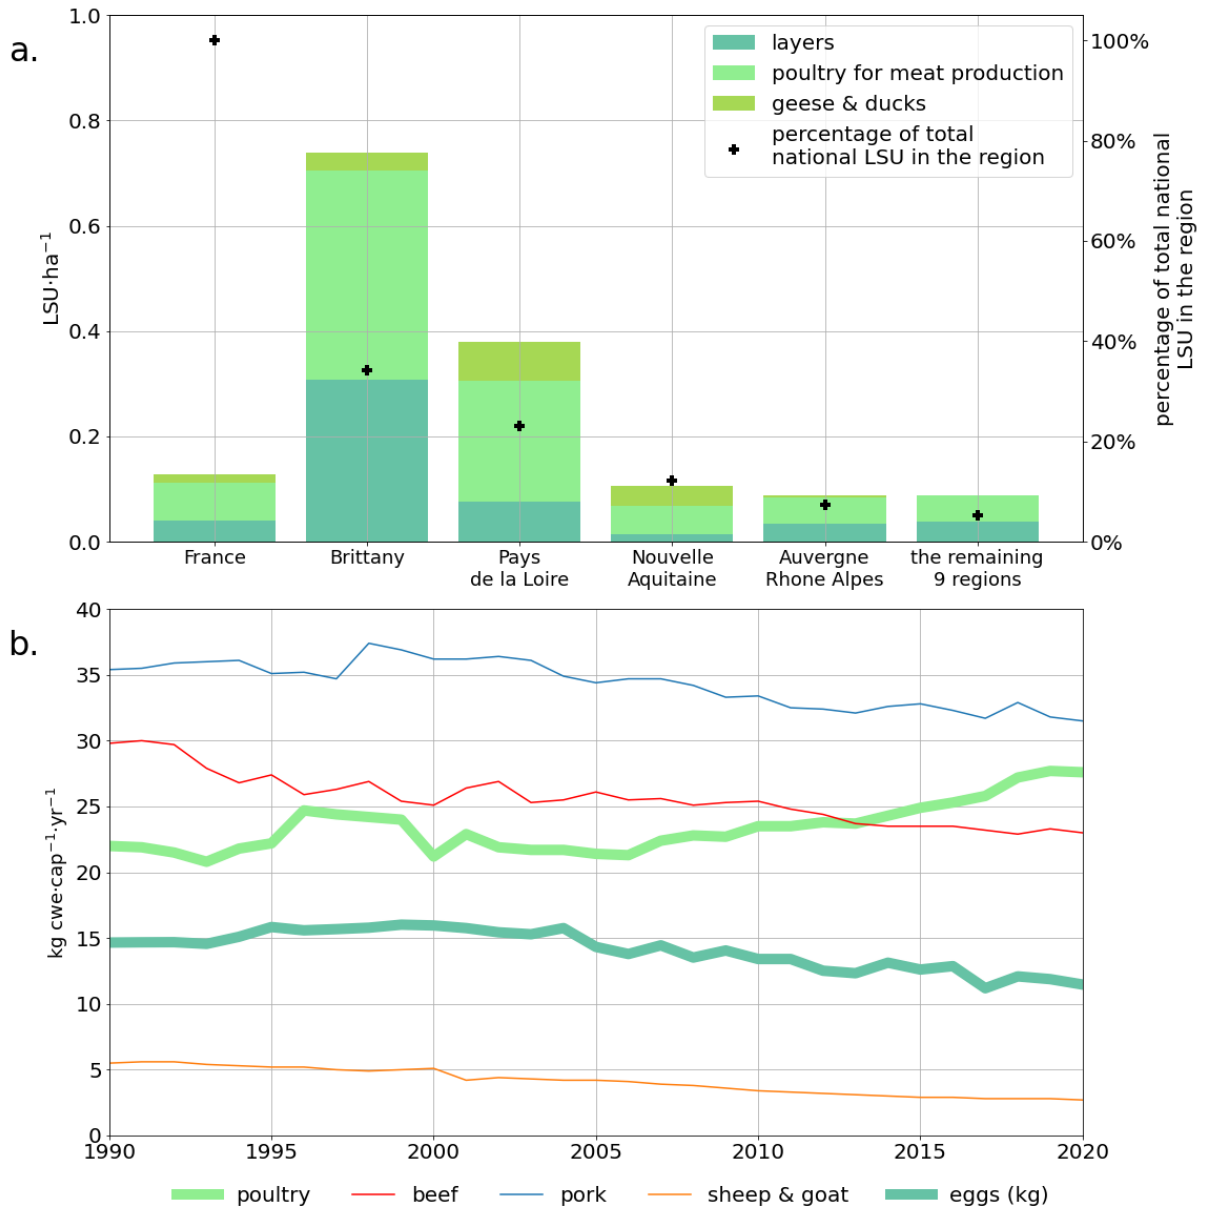 a.
1.0
0.8
0.6
0.4
0.2
0.0
LSU·ha⁻¹
layers
poultry for meat production
geese & ducks
percentage of total
national LSU in the region
100%
80%
60%
40%
20%
0%
percentage of total national
LSU in the region
France
Brittany
Pays
de la Loire
Nouvelle
Aquitaine
Auvergne
Rhone Alpes
the remaining
9 regions
b.
40
35
30
25
20
15
10
5
0
kg cwe·cap⁻¹·yr⁻¹
1990
1995
2000
2005
2010
2015
2020
poultry
beef
pork
sheep & goat
eggs (kg)